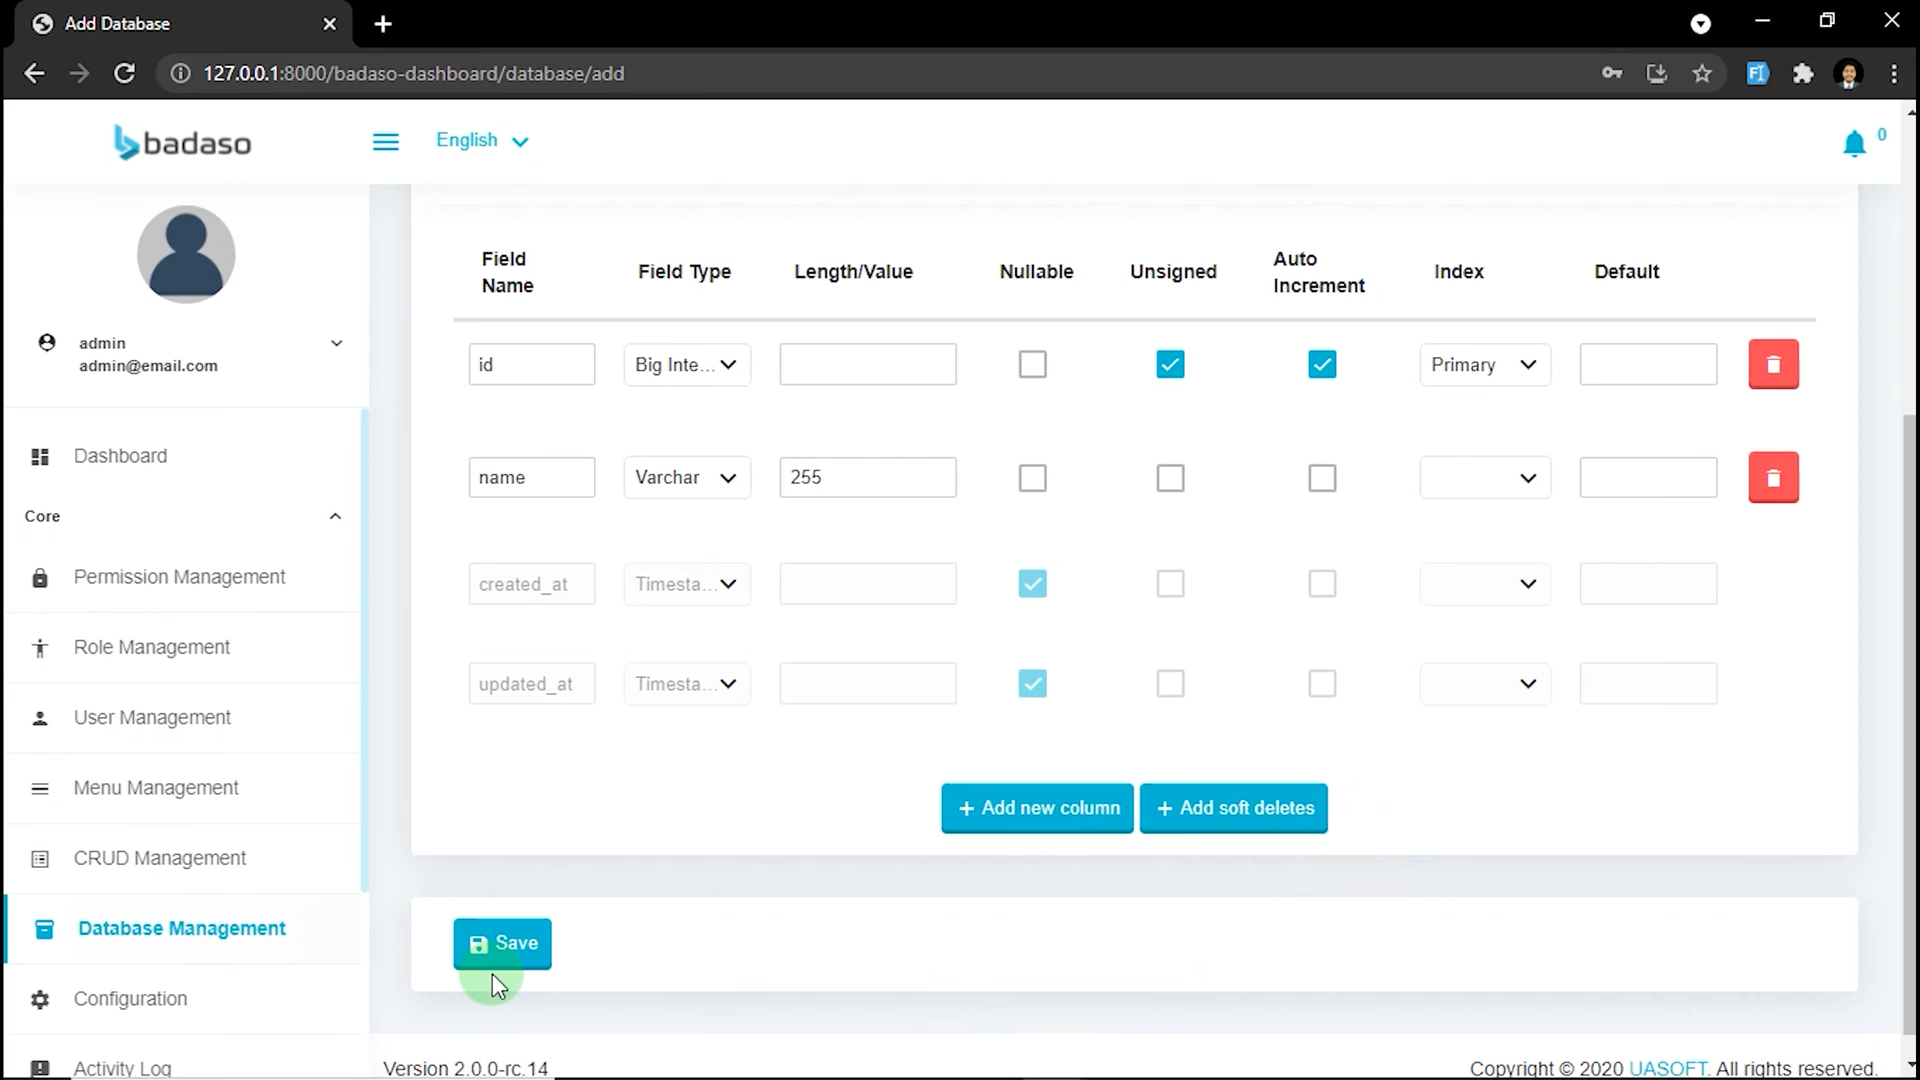 Add Database
127.0.0.1:8000/badaso-dashboard/database/add
badaso
English
0
admin
admin@email.com
Dashboard
Core
Permission Management
Role Management
User Management
Menu Management
CRUD Management
Database Management
Configuration
Activity Log
Field Name Field Type Length/Value Nullable Unsigned Auto Increment Index Default
id Big Inte... Primary
name Varchar 255
created_at Timesta...
updated_at Timesta...
+ Add new column + Add soft deletes
Save
Version 2.0.0-rc.14 Copyright © 2020 UASOFT. All rights reserved.